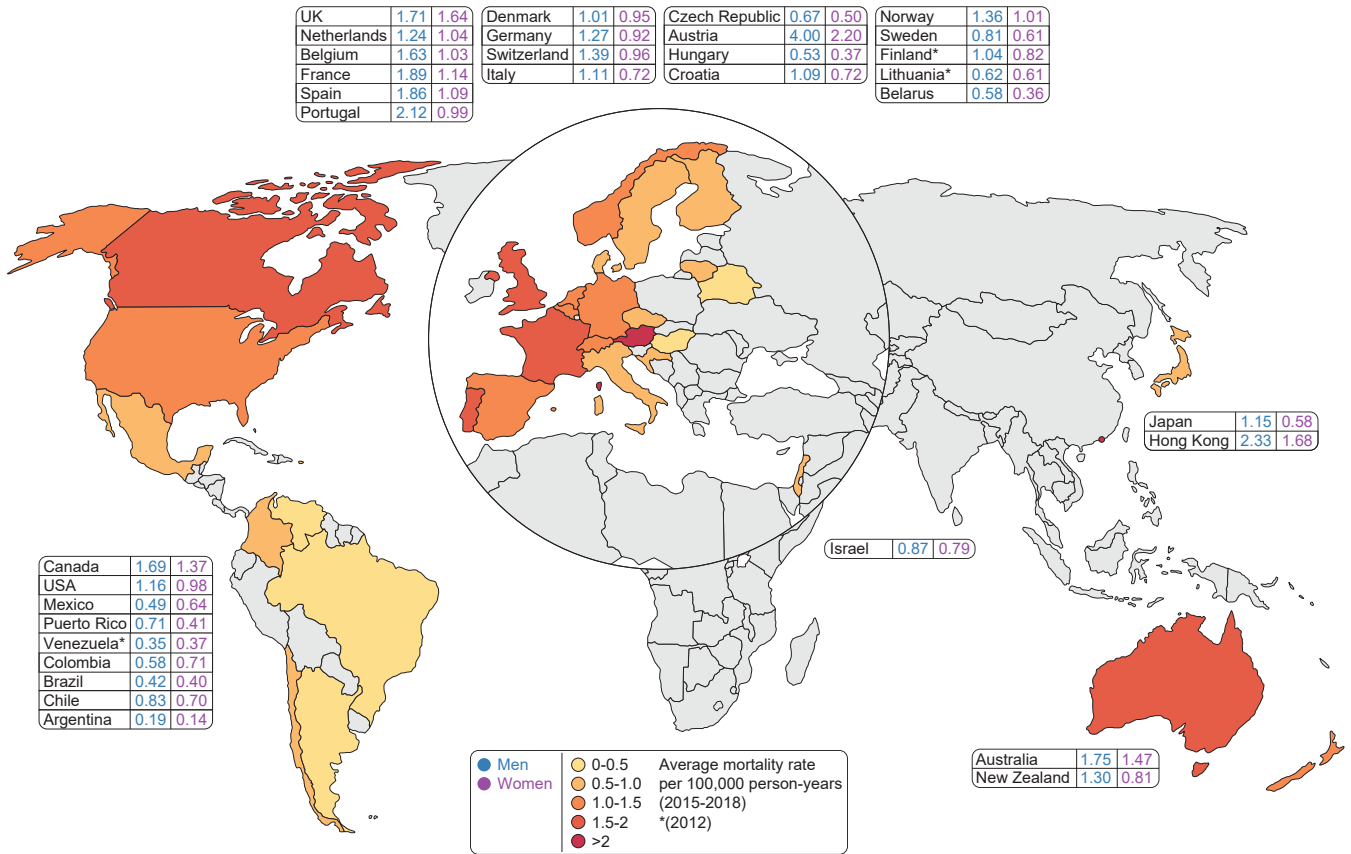 UK 1.71 1.64
Netherlands 1.24 1.04
Belgium 1.63 1.03
France 1.89 1.14
Spain 1.86 1.09
Portugal 2.12 0.99
Denmark 1.01 0.95
Germany 1.27 0.92
Switzerland 1.39 0.96
Italy 1.11 0.72
Czech Republic 0.67 0.50
Austria 4.00 2.20
Hungary 0.53 0.37
Croatia 1.09 0.72
Norway 1.36 1.01
Sweden 0.81 0.61
Finland* 1.04 0.82
Lithuania* 0.62 0.61
Belarus 0.58 0.36
Japan 1.15 0.58
Hong Kong 2.33 1.68
Israel 0.87 0.79
Canada 1.69 1.37
USA 1.16 0.98
Mexico 0.49 0.64
Puerto Rico 0.71 0.41
Venezuela* 0.35 0.37
Colombia 0.58 0.71
Brazil 0.42 0.40
Chile 0.83 0.70
Argentina 0.19 0.14
Australia 1.75 1.47
New Zealand 1.30 0.81
Men
Women
0-0.5
0.5-1.0
1.0-1.5
1.5-2
>2
Average mortality rate
per 100,000 person-years
(2015-2018)
*(2012)